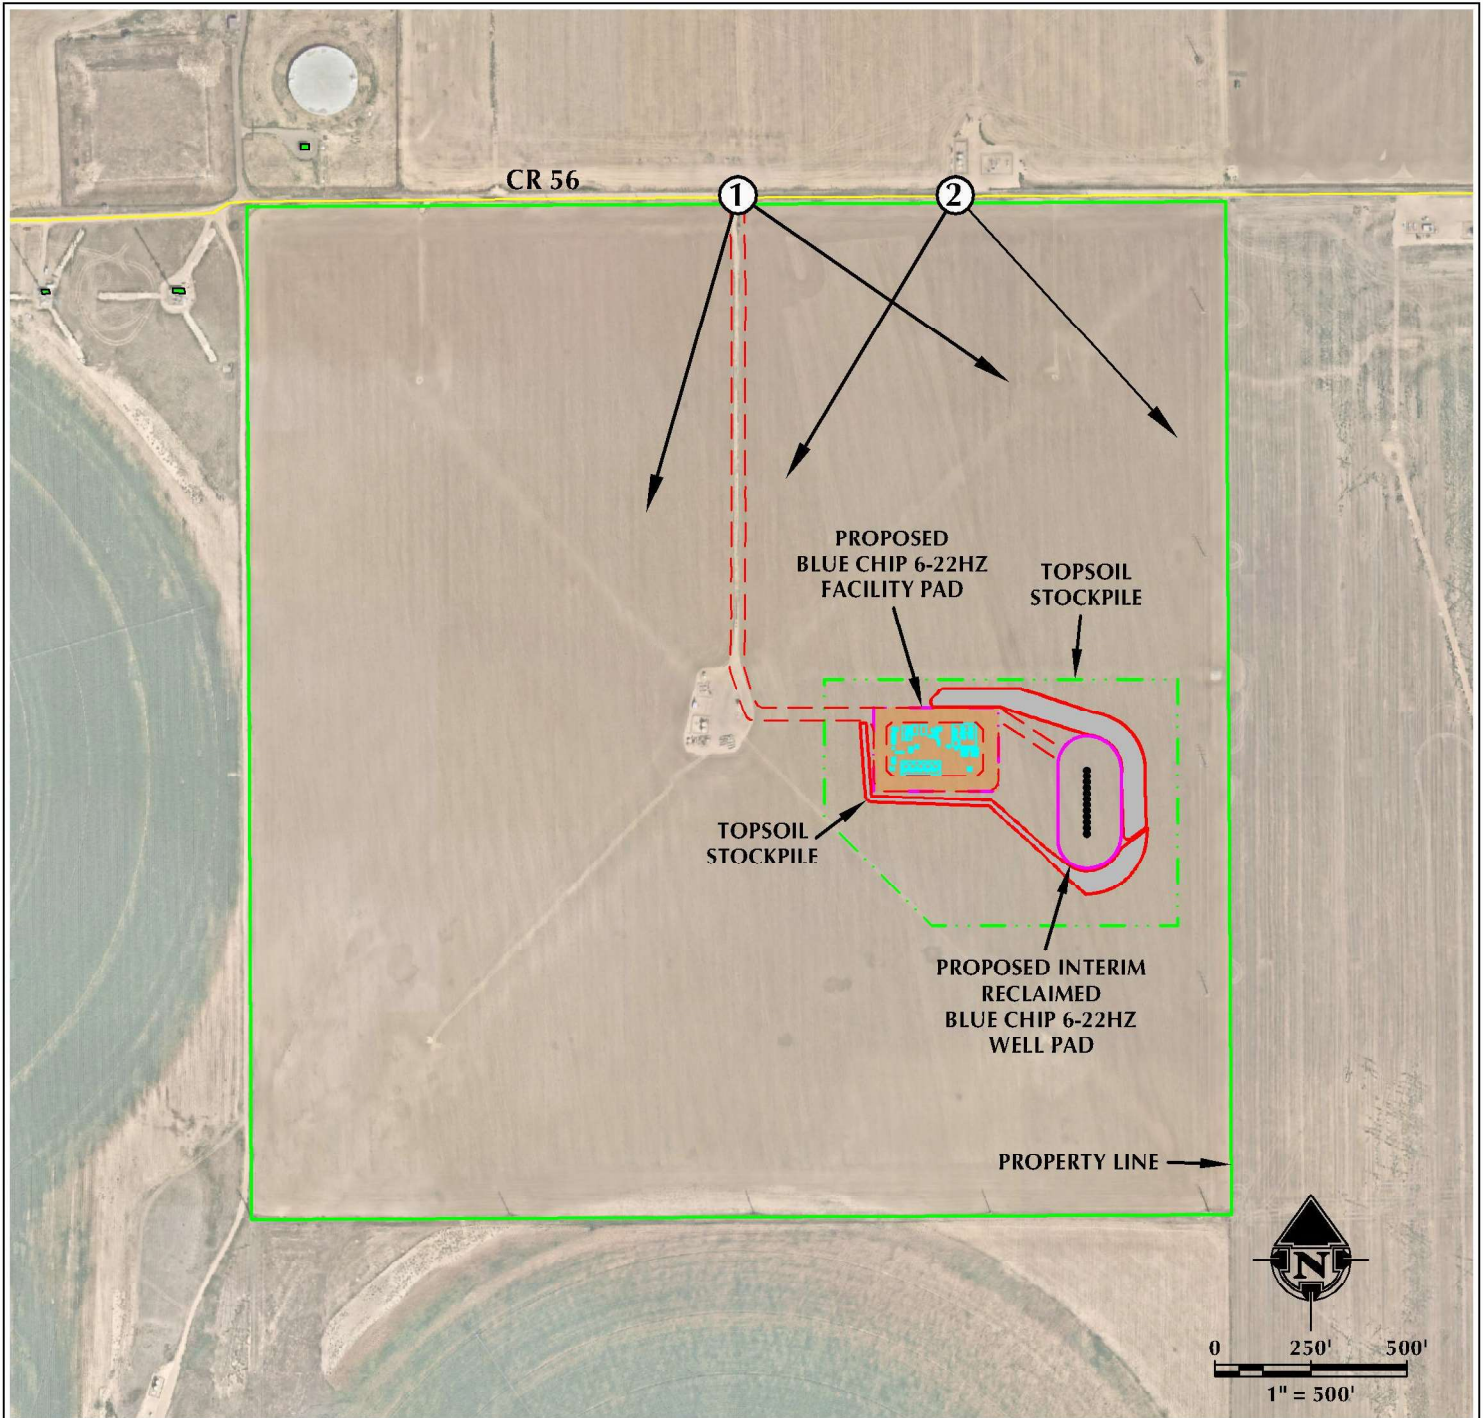 CR 56
1
2
PROPOSED
BLUE CHIP 6-22HZ
FACILITY PAD
TOPSOIL
STOCKPILE
TOPSOIL
STOCKPILE
PROPOSED INTERIM
RECLAIMED
BLUE CHIP 6-22HZ
WELL PAD
PROPERTY LINE
N
0 250' 500'
1" = 500'